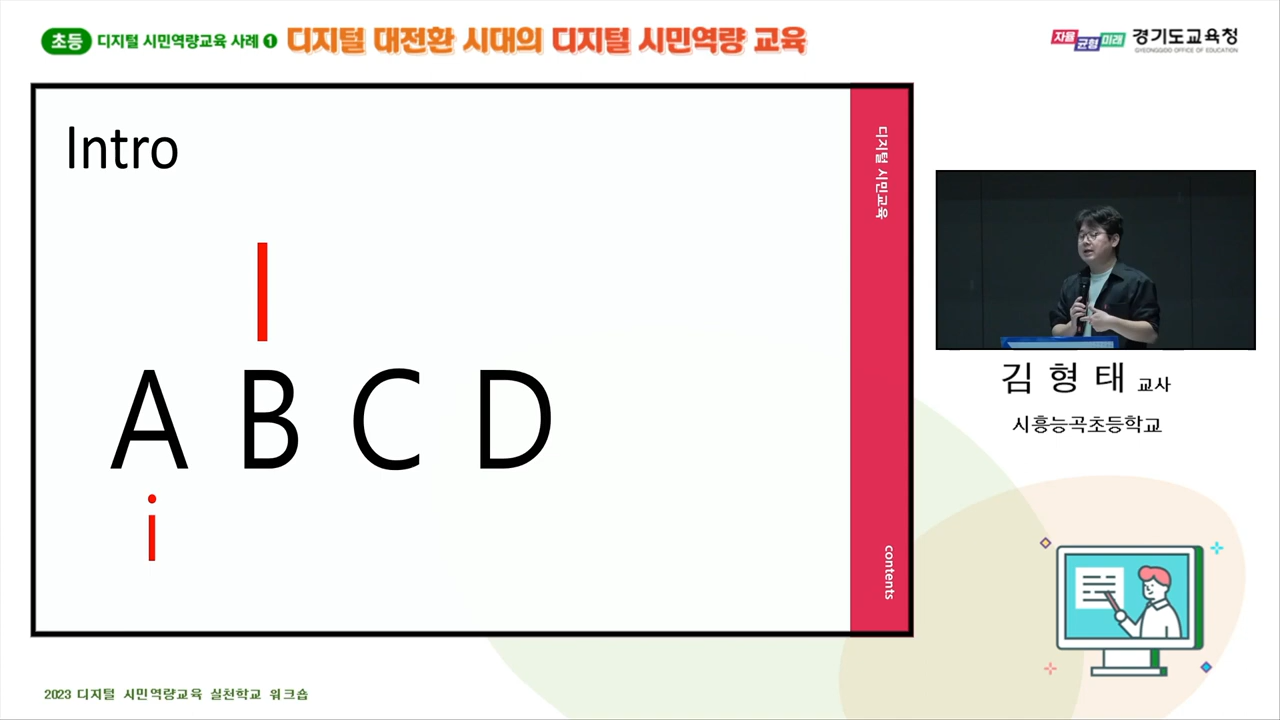 초등 디지털 시민역량교육 사례 ❶ 디지털 대전환 시대의 디지털 시민역량 교육
자율 균형 미래 경기도교육청
GYEONGGIDO OFFICE OF EDUCATION
Intro
I
A B C D
i
디지털 시민교육
contents
김 형 태 교사
시흥능곡초등학교
2023 디지털 시민역량교육 실천학교 워크숍